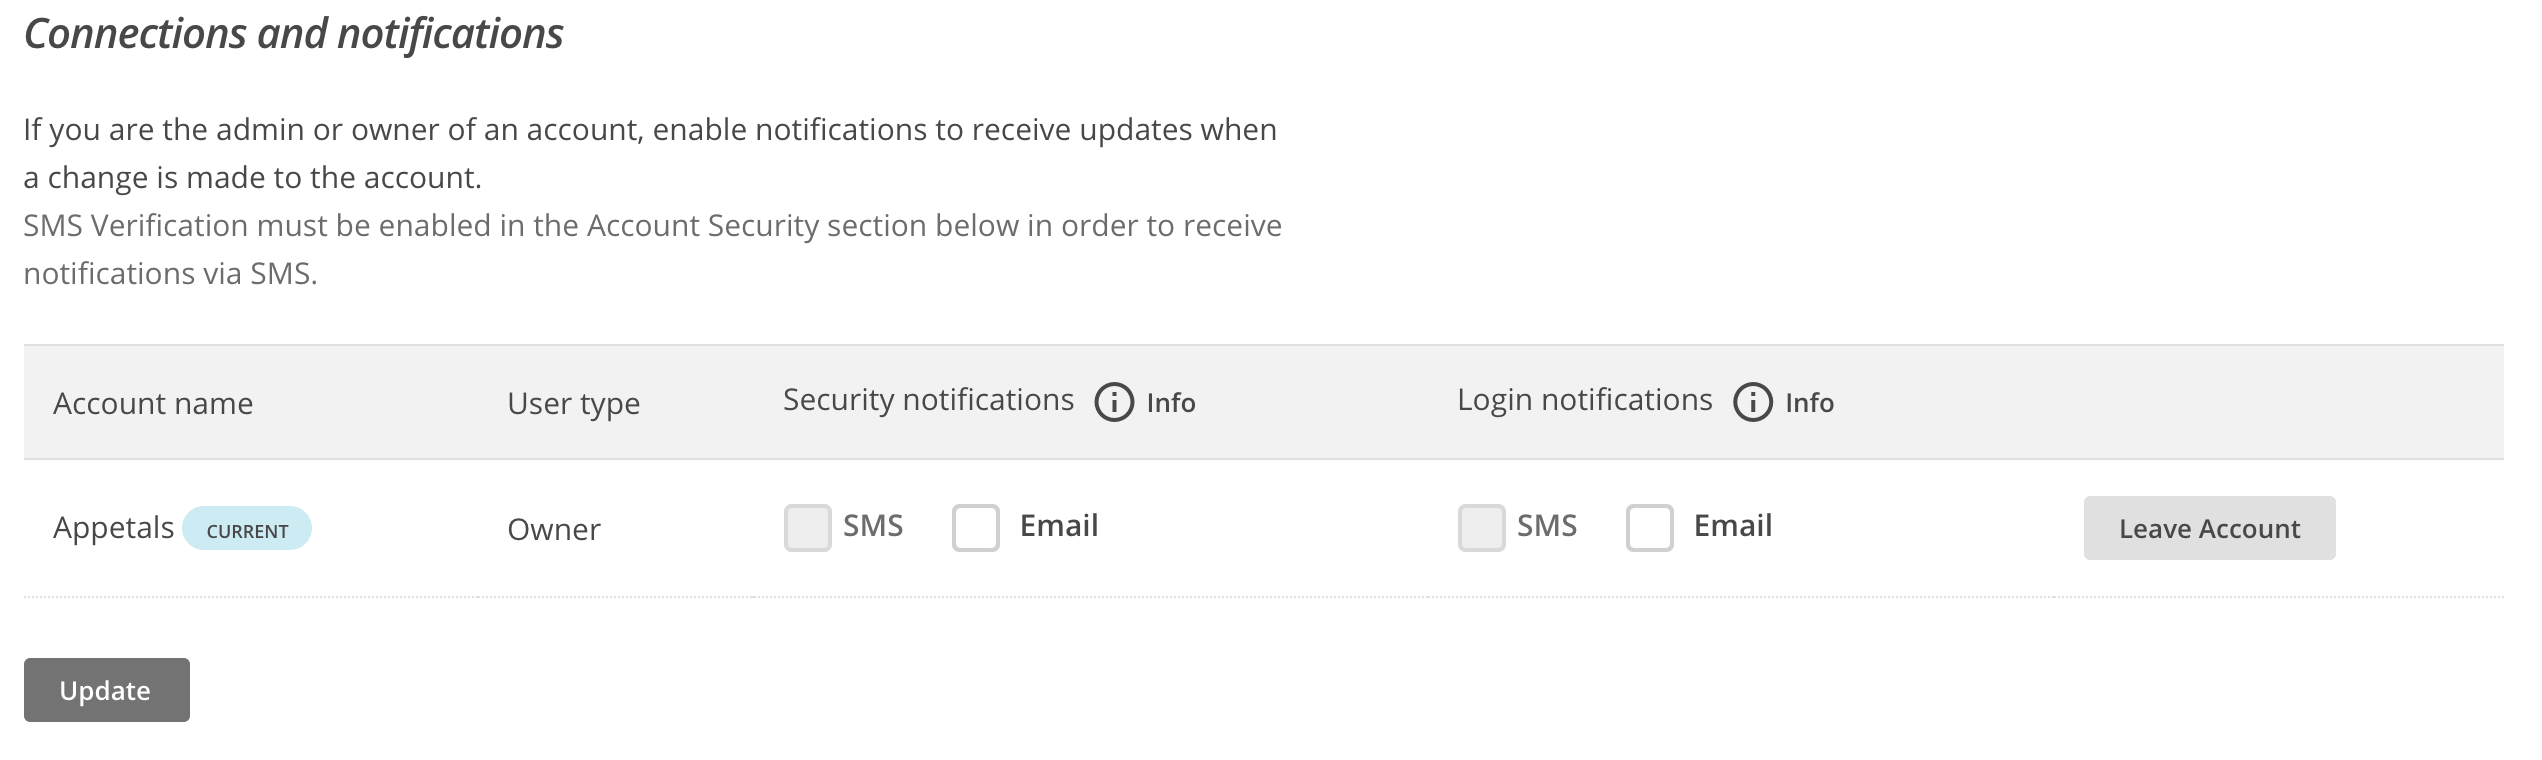 Connections and notifications
If you are the admin or owner of an account, enable notifications to receive updates when
a change is made to the account.
SMS Verification must be enabled in the Account Security section below in order to receive
notifications via SMS.
Account name User type Security notifications i Info Login notifications i Info
Appetals CURRENT Owner SMS Email SMS Email Leave Account
Update